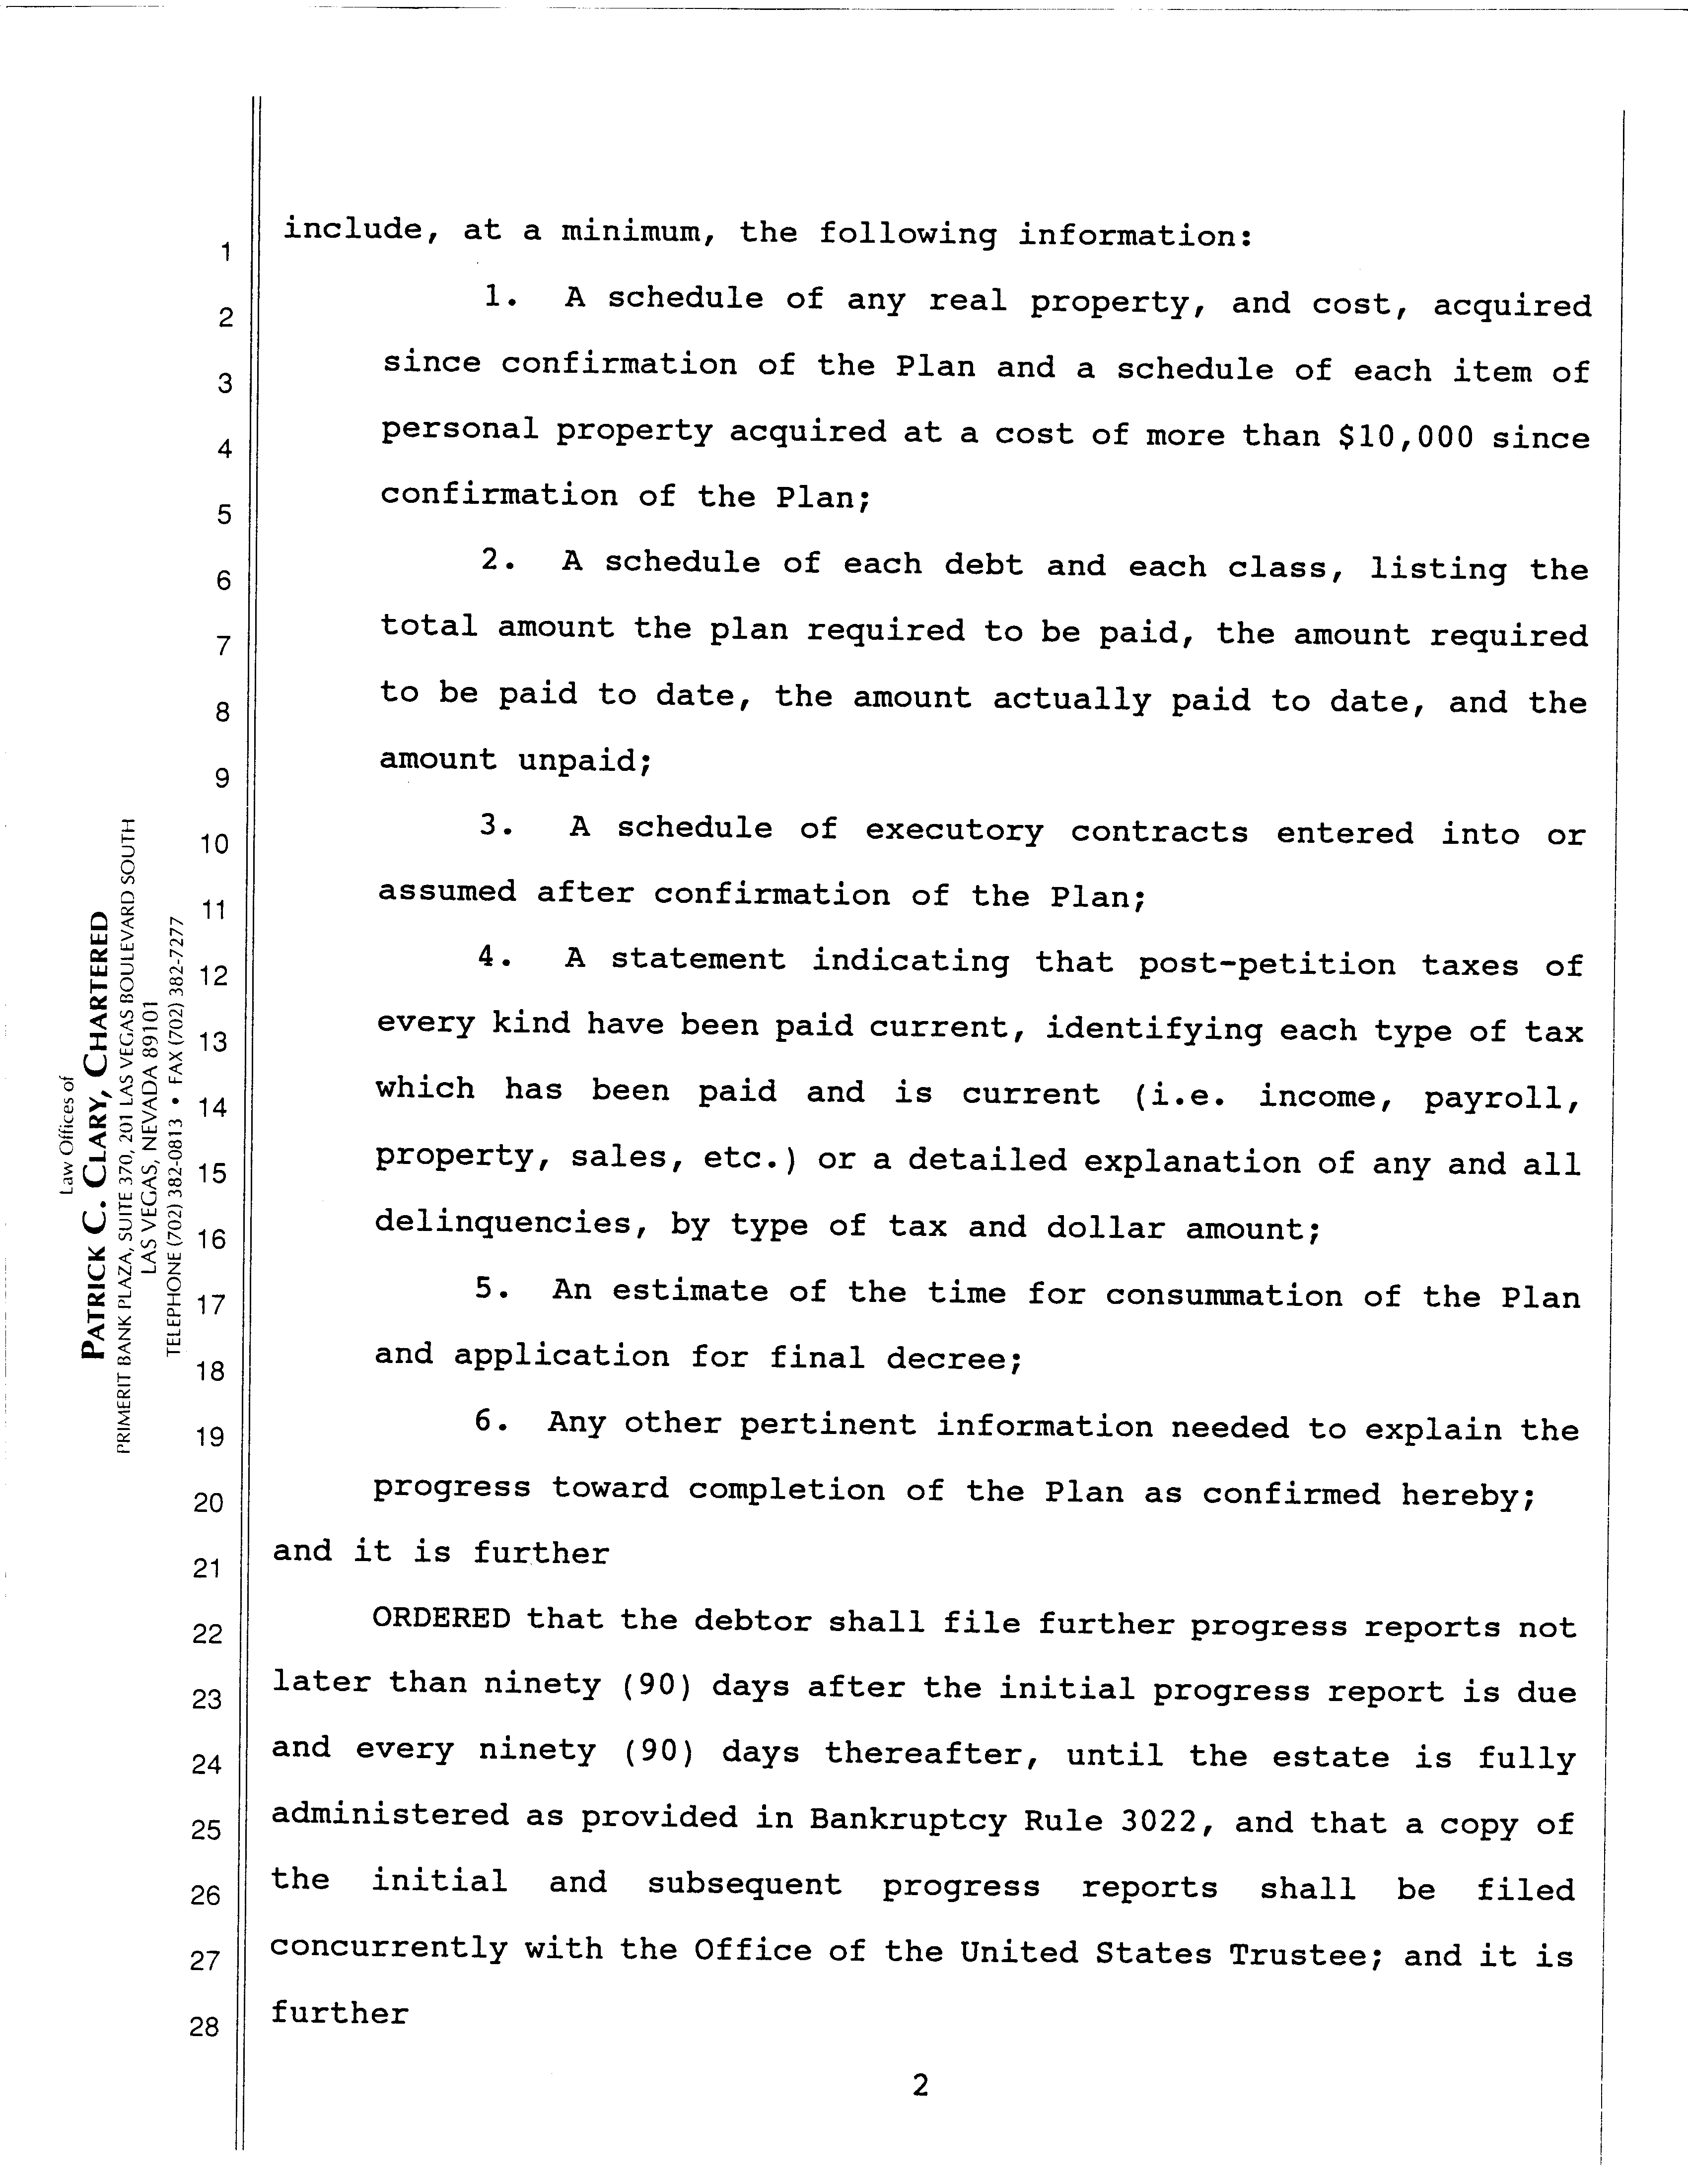 Law Offices of
PATRICK C. CLARY, CHARTERED
PRIMERIT BANK PLAZA, SUITE 370, 201 LAS VEGAS BOULEVARD SOUTH
LAS VEGAS, NEVADA 89101
TELEPHONE (702) 382-0813 • FAX (702) 382-7277
1 include, at a minimum, the following information:
2 1. A schedule of any real property, and cost, acquired
3 since confirmation of the Plan and a schedule of each item of
4 personal property acquired at a cost of more than $10,000 since
5 confirmation of the Plan;
6 2. A schedule of each debt and each class, listing the
7 total amount the plan required to be paid, the amount required
8 to be paid to date, the amount actually paid to date, and the
9 amount unpaid;
10 3. A schedule of executory contracts entered into or
11 assumed after confirmation of the Plan;
12 4. A statement indicating that post-petition taxes of
13 every kind have been paid current, identifying each type of tax
14 which has been paid and is current (i.e. income, payroll,
15 property, sales, etc.) or a detailed explanation of any and all
16 delinquencies, by type of tax and dollar amount;
17 5. An estimate of the time for consummation of the Plan
18 and application for final decree;
19 6. Any other pertinent information needed to explain the
20 progress toward completion of the Plan as confirmed hereby;
21 and it is further
22 ORDERED that the debtor shall file further progress reports not
23 later than ninety (90) days after the initial progress report is due
24 and every ninety (90) days thereafter, until the estate is fully
25 administered as provided in Bankruptcy Rule 3022, and that a copy of
26 the initial and subsequent progress reports shall be filed
27 concurrently with the Office of the United States Trustee; and it is
28 further
2